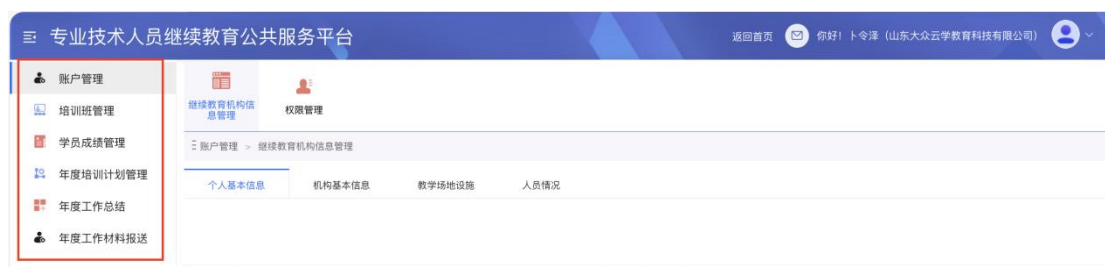 专业技术人员继续教育公共服务平台
返回首页 你好！卜令泽（山东大众云学教育科技有限公司）
账户管理
培训班管理
学员成绩管理
年度培训计划管理
年度工作总结
年度工作材料报送
继续教育机构信
息管理
权限管理
账户管理 > 继续教育机构信息管理
个人基本信息 机构基本信息 教学场地设施 人员情况